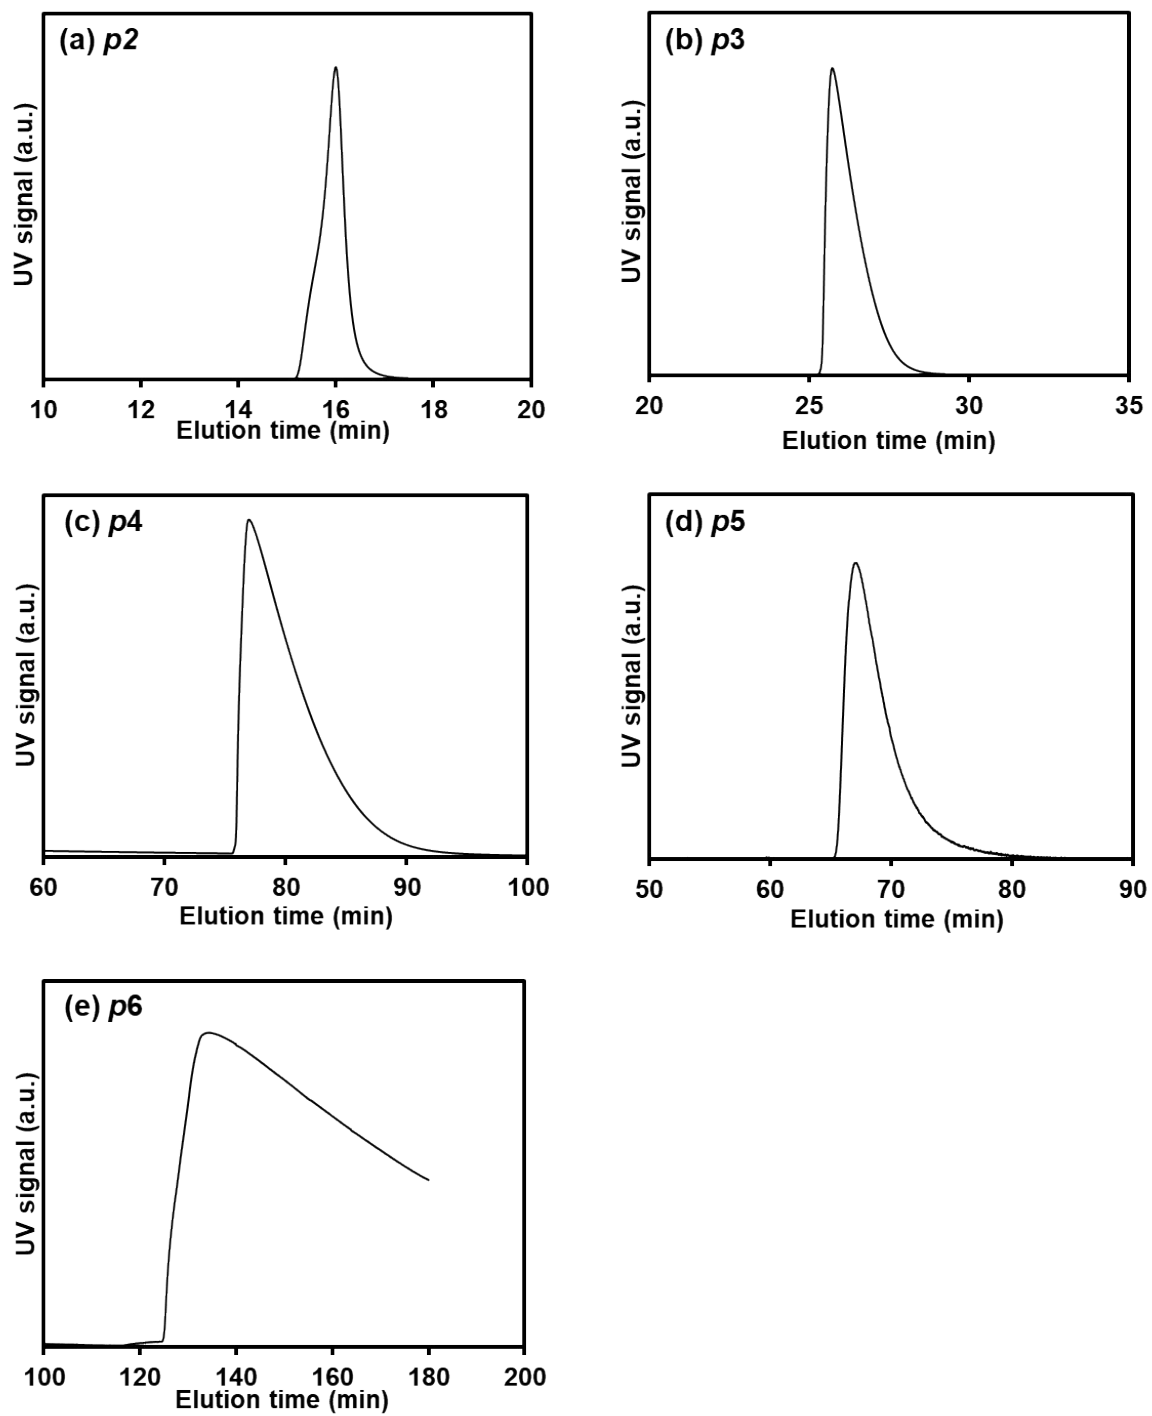 (a) p2
UV signal (a.u.)
10 12 14 16 18 20
Elution time (min)
(b) p3
UV signal (a.u.)
20 25 30 35
Elution time (min)
(c) p4
UV signal (a.u.)
60 70 80 90 100
Elution time (min)
(d) p5
UV signal (a.u.)
50 60 70 80 90
Elution time (min)
(e) p6
UV signal (a.u.)
100 120 140 160 180 200
Elution time (min)